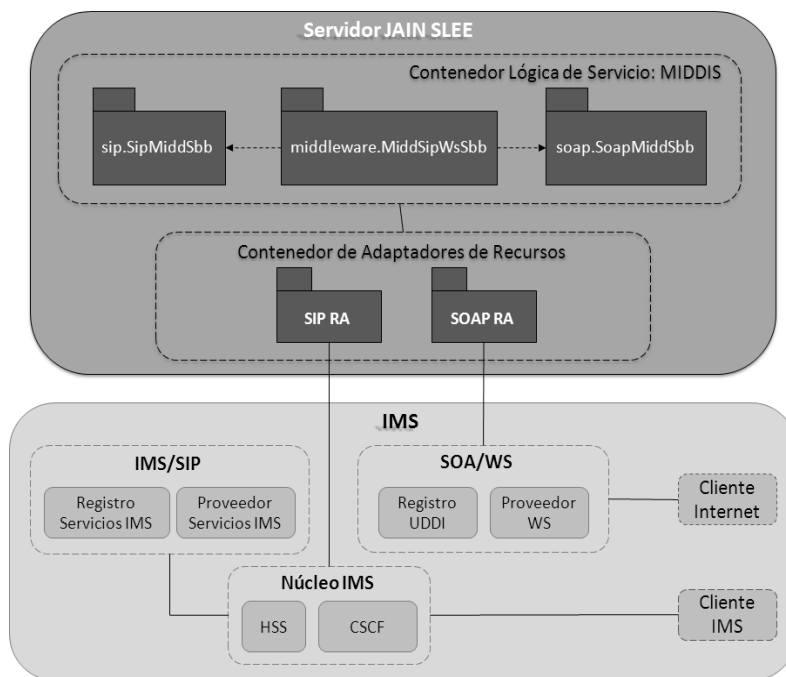 Servidor JAIN SLEE
Contenedor Lógica de Servicio: MIDDIS
sip.SipMiddSbb
middleware.MiddSipWsSbb
soap.SoapMiddSbb
Contenedor de Adaptadores de Recursos
SIP RA
SOAP RA
IMS
IMS/SIP
Registro
Servicios IMS
Proveedor
Servicios IMS
SOA/WS
Registro
UDDI
Proveedor
WS
Cliente
Internet
Núcleo IMS
HSS
CSCF
Cliente
IMS